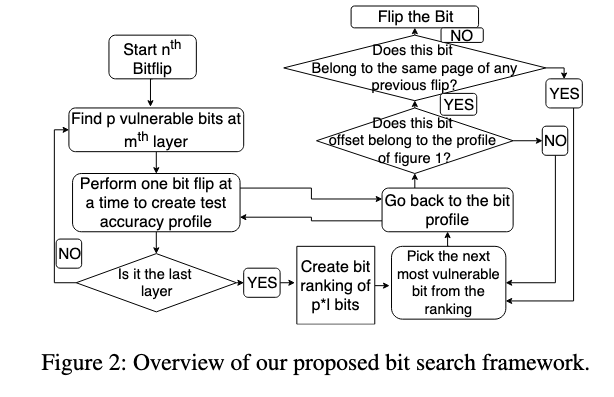 Start nth
Bitflip
Find p vulnerable bits at
mth layer
Perform one bit flip at
a time to create test
accuracy profile
NO
Is it the last
layer
YES
Create bit
ranking of
p*l bits
Pick the next
most vulnerable
bit from the
ranking
Go back to the bit
profile
Does this bit
offset belong to the profile
of figure 1?
NO
YES
Does this bit
Belong to the same page of any
previous flip?
YES
NO
Flip the Bit
Figure 2: Overview of our proposed bit search framework.